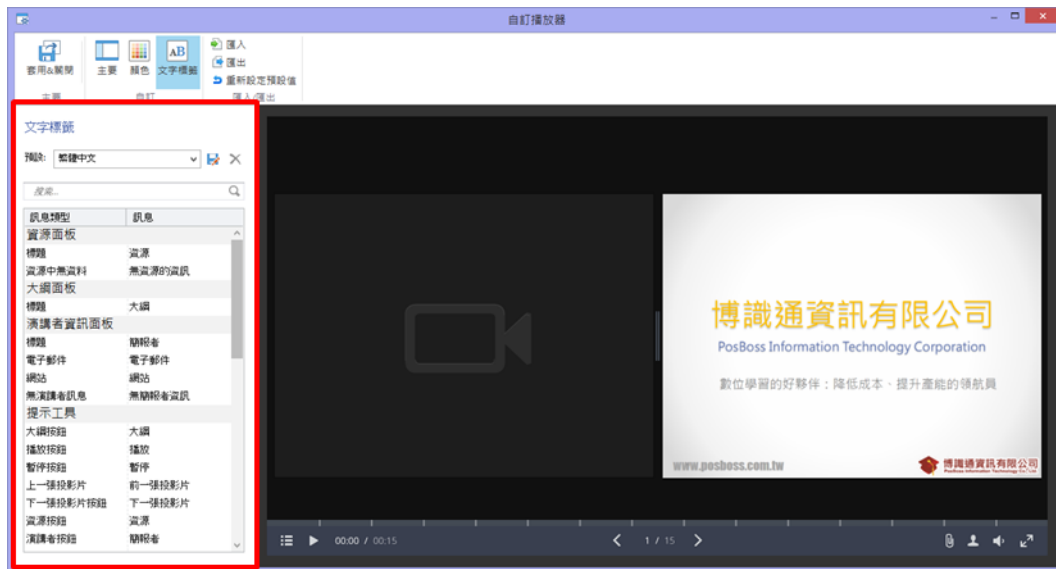 自訂播放器
套用&關閉
主要
顏色
文字標籤
匯入
匯出
重新設定預設值
主要
自訂
匯入/匯出
文字標籤
預設: 繁體中文
搜索...
訊息類型 訊息
資源面板
標題 資源
資源中無資料 無資源的資訊
大綱面板
標題 大綱
演講者資訊面板
標題 簡報者
電子郵件 電子郵件
網站 網站
無演講者訊息 無簡報者資訊
提示工具
大綱按鈕 大綱
播放按鈕 播放
暫停按鈕 暫停
上一張投影片 前一張投影片
下一張投影片按鈕 下一張投影片
資源按鈕 資源
演講者按鈕 簡報者
博識通資訊有限公司
PosBoss Information Technology Corporation
數位學習的好夥伴：降低成本、提升產能的領航員
www.posboss.com.tw
博識通資訊有限公司
PosBoss Information Technology Co., Ltd.
00:00 / 00:15
1 / 15